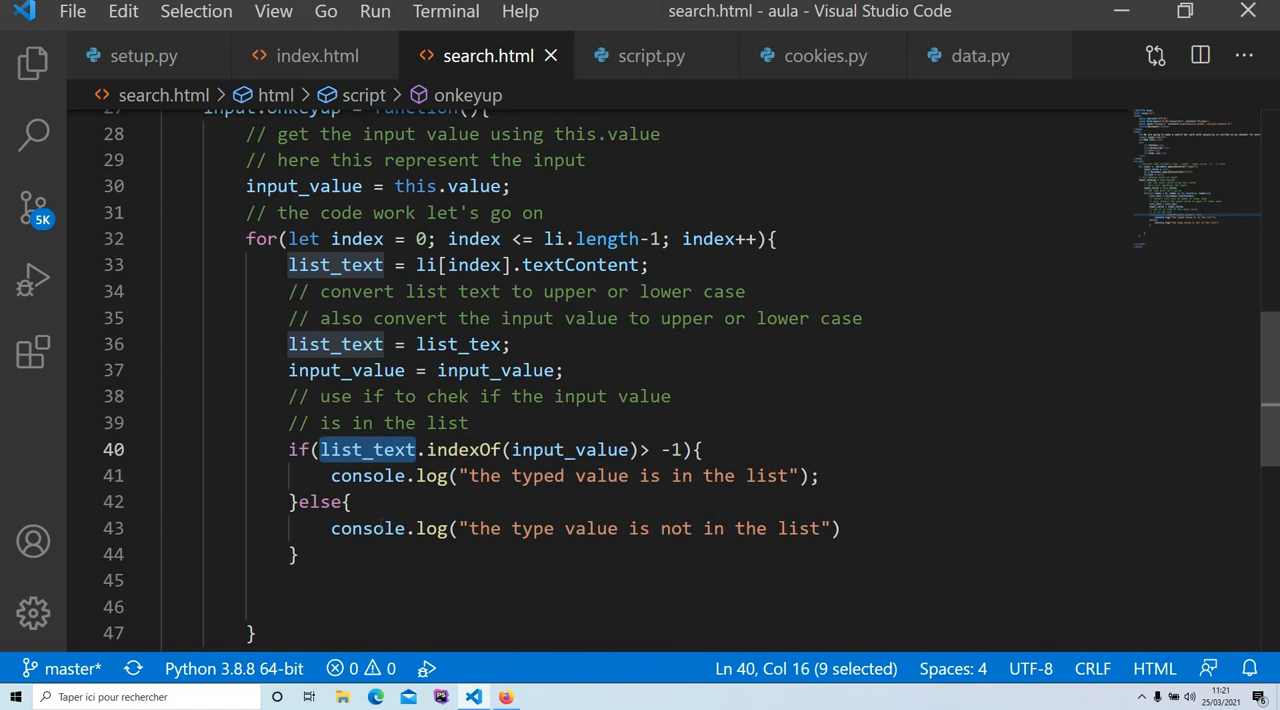 File Edit Selection View Go Run Terminal Help search.html - aula - Visual Studio Code
setup.py index.html search.html script.py cookies.py data.py
search.html > html > script > onkeyup
27 input.onkeyup = function(){
28 // get the input value using this.value
29 // here this represent the input
30 input_value = this.value;
31 // the code work let's go on
32 for(let index = 0; index <= li.length-1; index++){
33 list_text = li[index].textContent;
34 // convert list text to upper or lower case
35 // also convert the input value to upper or lower case
36 list_text = list_tex;
37 input_value = input_value;
38 // use if to chek if the input value
39 // is in the list
40 if(list_text.indexOf(input_value)> -1){
41 console.log("the typed value is in the list");
42 }else{
43 console.log("the type value is not in the list")
44 }
45
46
47 }
5K
master* Python 3.8.8 64-bit 0 0 Ln 40, Col 16 (9 selected) Spaces: 4 UTF-8 CRLF HTML
Taper ici pour rechercher
11:21
25/03/2021
6